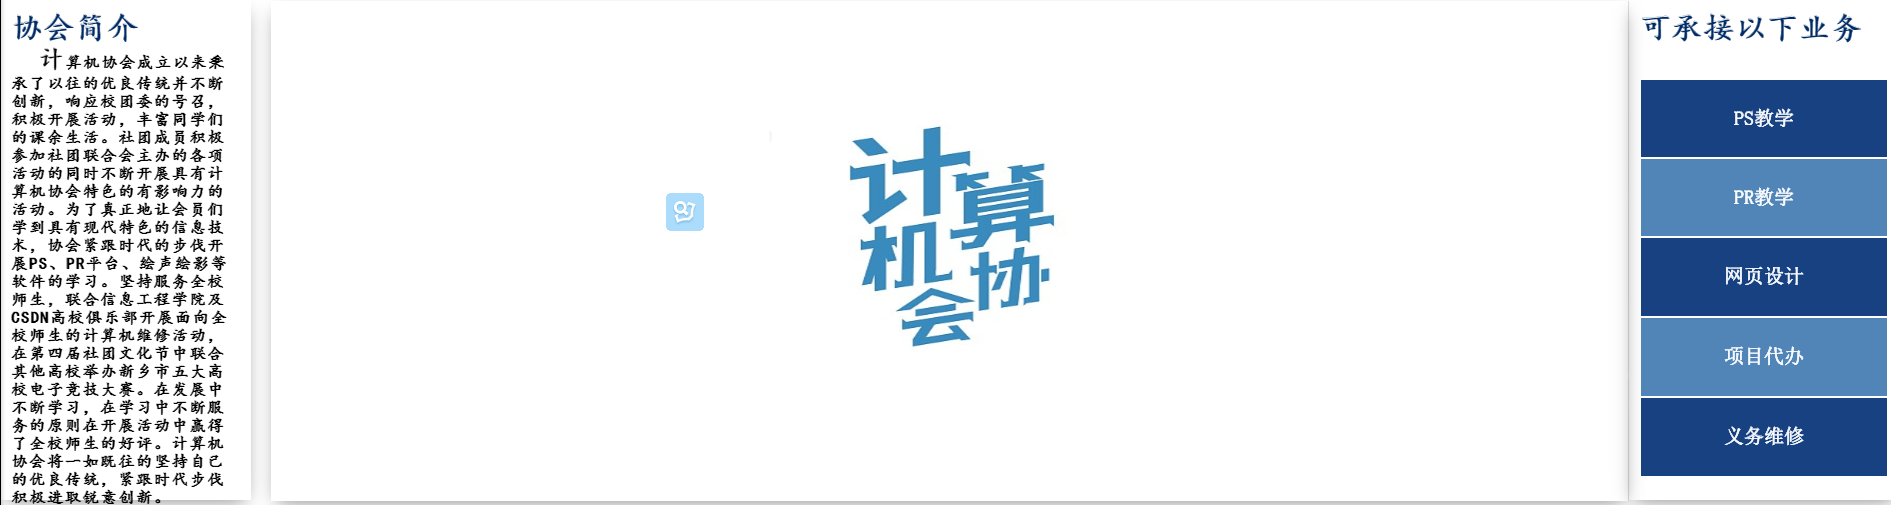 协会简介
计算机协会成立以来秉
承了以往的优良传统并不断
创新，响应校团委的号召，
积极开展活动，丰富同学们
的课余生活。社团成员积极
参加社团联合会主办的各项
活动的同时不断开展具有计
算机协会特色的有影响力的
活动。为了真正地让会员们
学到具有现代特色的信息技
术，协会紧跟时代的步伐开
展PS、PR平台、绘声绘影等
软件的学习。坚持服务全校
师生，联合信息工程学院及
CSDN高校俱乐部开展面向全
校师生的计算机维修活动，
在第四届社团文化节中联合
其他高校举办新乡市五大高
校电子竞技大赛。在发展中
不断学习，在学习中不断服
务的原则在开展活动中赢得
了全校师生的好评。计算机
协会将一如既往的坚持自己
的优良传统，紧跟时代步伐
积极进取锐意创新。
计算
机协
会
可承接以下业务
PS教学
PR教学
网页设计
项目代办
义务维修